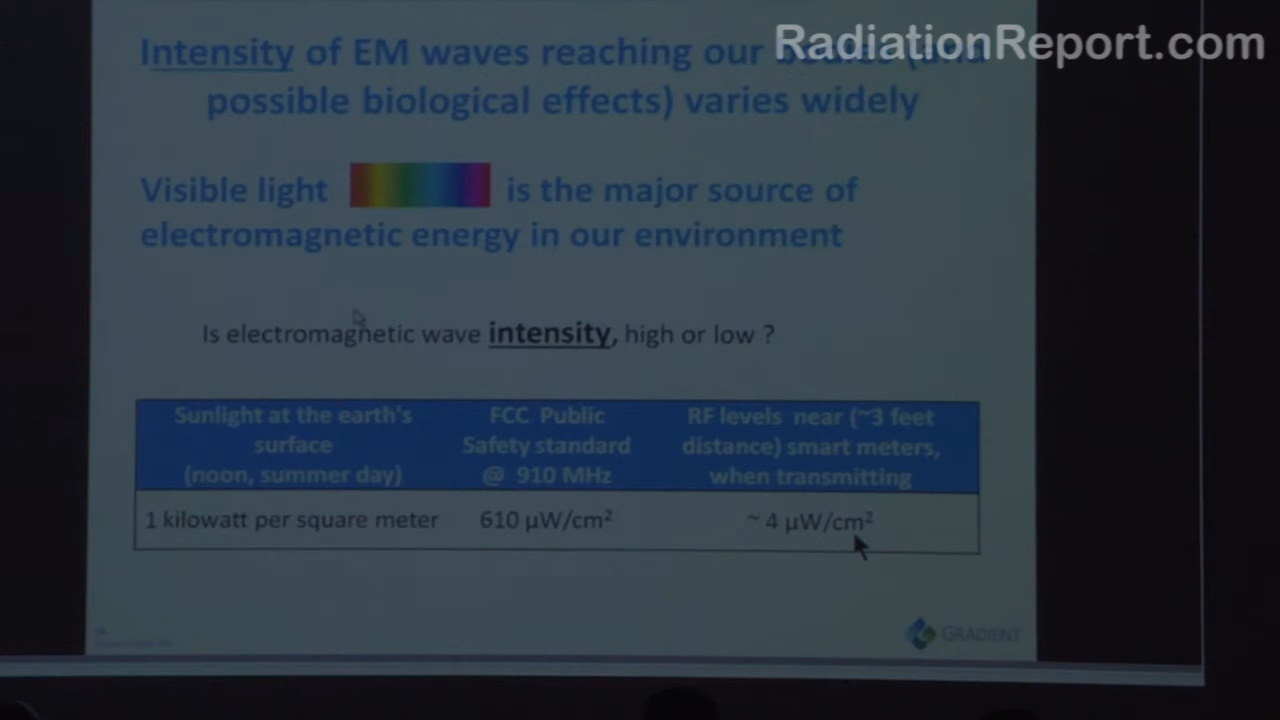 RadiationReport.com
Intensity of EM waves reaching our
possible biological effects) varies widely
Visible light is the major source of
electromagnetic energy in our environment
Is electromagnetic wave intensity, high or low ?
Sunlight at the earth's
surface
(noon, summer day)
FCC Public
Safety standard
@ 910 MHz
RF levels near (~3 feet
distance) smart meters,
when transmitting
1 kilowatt per square meter
610 µW/cm²
~ 4 µW/cm²
GRADIENT